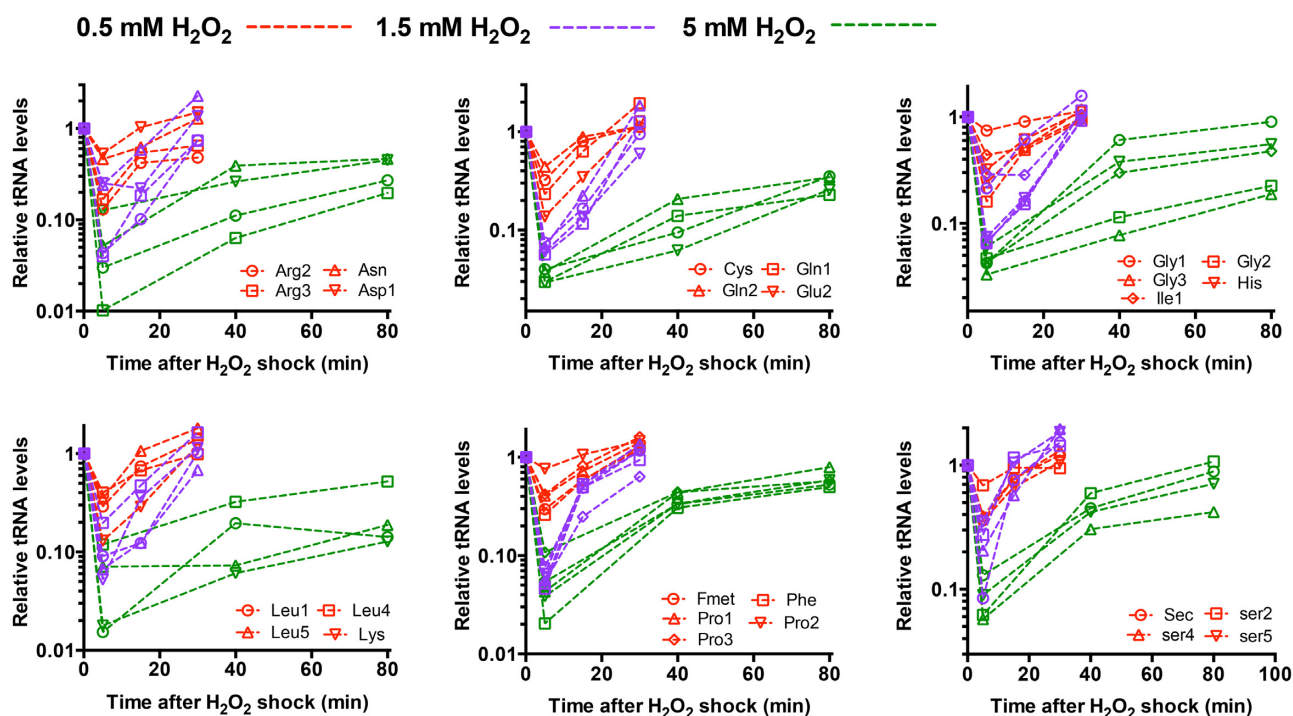 0.5 mM H₂O₂ 1.5 mM H₂O₂ 5 mM H₂O₂
Relative tRNA levels
1
0.10
0.01
0 20 40 60 80
Time after H₂O₂ shock (min)
Arg2 Asn
Arg3 Asp1
Relative tRNA levels
1
0.1
0 20 40 60 80
Time after H₂O₂ shock (min)
Cys Gln1
Gln2 Glu2
Relative tRNA levels
1
0.1
0 20 40 60 80
Time after H₂O₂ shock (min)
Gly1 Gly2
Gly3 His
Ile1
Relative tRNA levels
1
0.10
0.01
0 20 40 60 80
Time after H₂O₂ shock (min)
Leu1 Leu4
Leu5 Lys
Relative tRNA levels
1
0.10
0.01
0 20 40 60 80
Time after H₂O₂ shock (min)
Fmet Phe
Pro1 Pro2
Pro3
Relative tRNA levels
1
0.1
0 20 40 60 80 100
Time after H₂O₂ shock (min)
Sec ser2
ser4 ser5